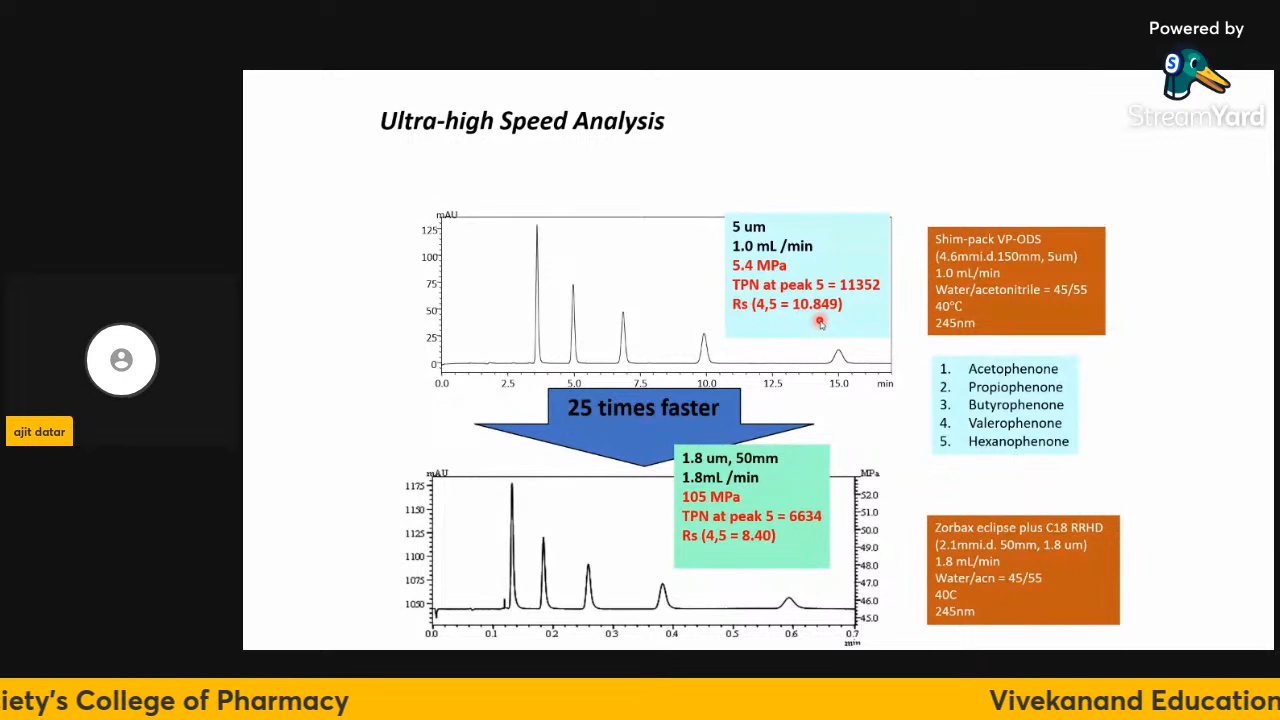 Powered by
S
StreamYard
Ultra-high Speed Analysis
mAU
125
100
75
50
25
0
0.0 2.5 5.0 7.5 10.0 12.5 15.0 min
5 um
1.0 mL /min
5.4 MPa
TPN at peak 5 = 11352
Rs (4,5 = 10.849)
Shim-pack VP-ODS
(4.6mmi.d.150mm, 5um)
1.0 mL/min
Water/acetonitrile = 45/55
40℃
245nm
1. Acetophenone
2. Propiophenone
3. Butyrophenone
4. Valerophenone
5. Hexanophenone
25 times faster
1.8 um, 50mm
1.8mL /min
105 MPa
TPN at peak 5 = 6634
Rs (4,5 = 8.40)
mAU
1175
1150
1125
1100
1075
1050
MPa
52.0
51.0
50.0
49.0
48.0
47.0
46.0
45.0
0.0 0.1 0.2 0.3 0.4 0.5 0.6 0.7
min
Zorbax eclipse plus C18 RRHD
(2.1mmi.d. 50mm, 1.8 um)
1.8 mL/min
Water/acn = 45/55
40C
245nm
ajit datar
iety's College of Pharmacy
Vivekanand Education